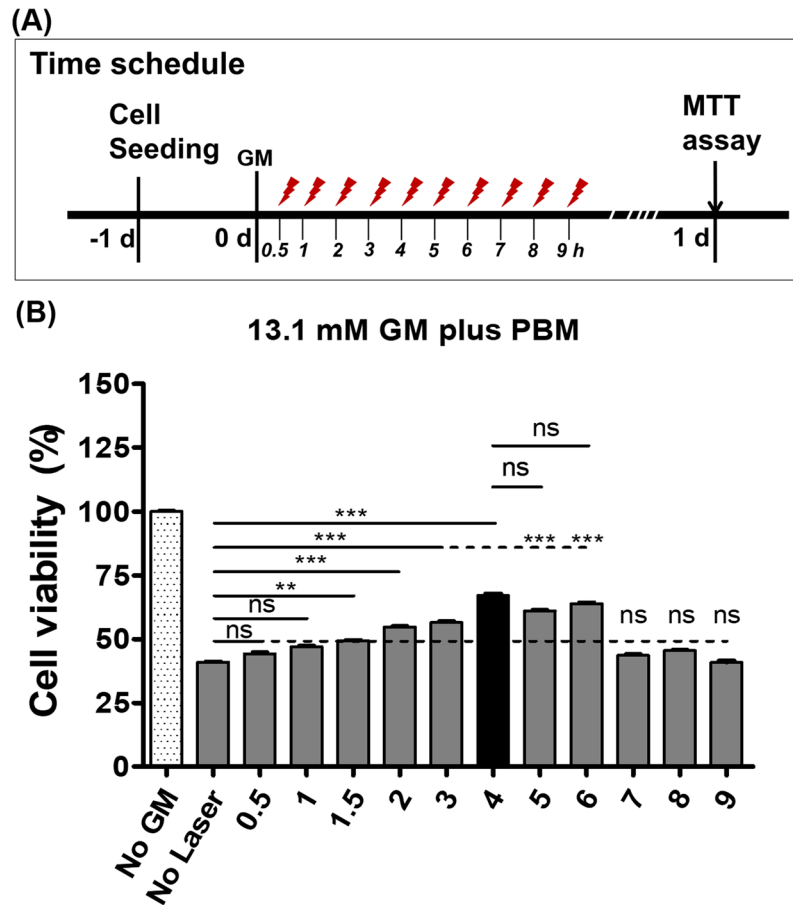 (A)
Time schedule
Cell
Seeding
GM
MTT
assay
-1 d
0 d
0.5 1 2 3 4 5 6 7 8 9 h
1 d
(B)
13.1 mM GM plus PBM
Cell viability (%)
150
125
100
75
50
25
0
ns
ns
***
***
*** ***
***
**
ns
ns
ns ns ns
No GM
No Laser
0.5
1
1.5
2
3
4
5
6
7
8
9